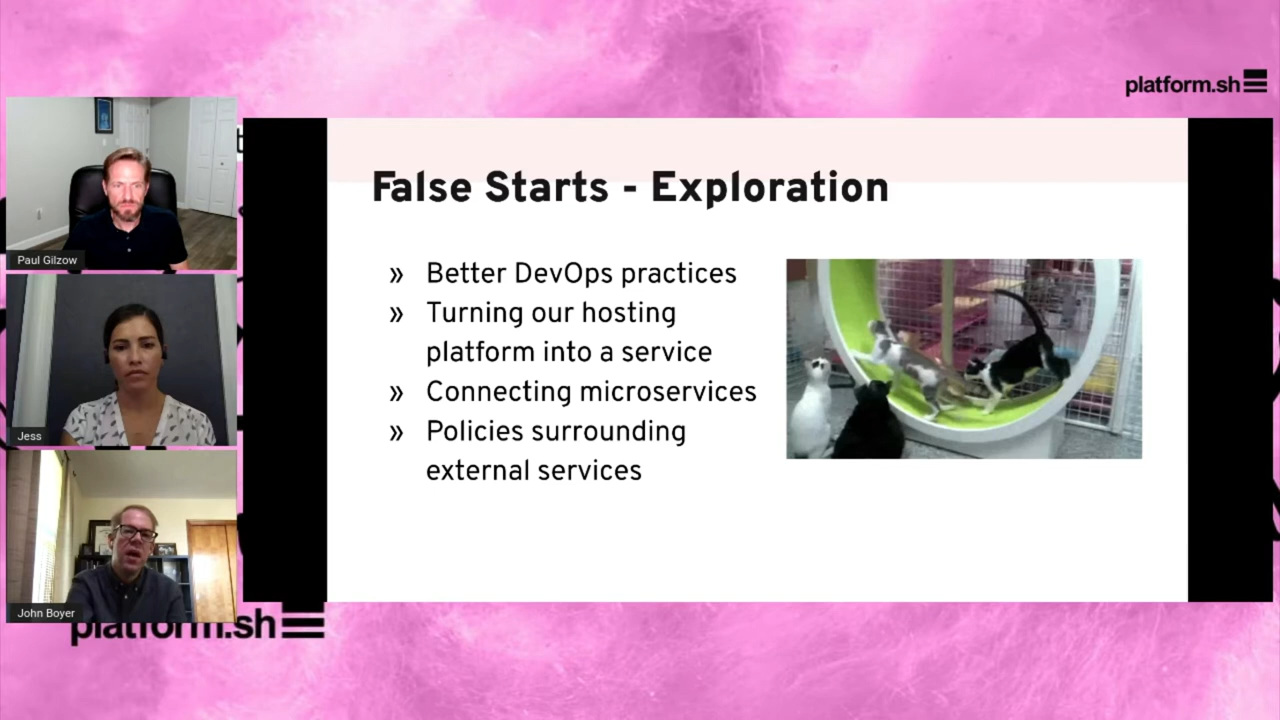 platform.sh
Paul Gilzow
Jess
John Boyer
False Starts - Exploration
» Better DevOps practices
» Turning our hosting
platform into a service
» Connecting microservices
» Policies surrounding
external services
platform.sh